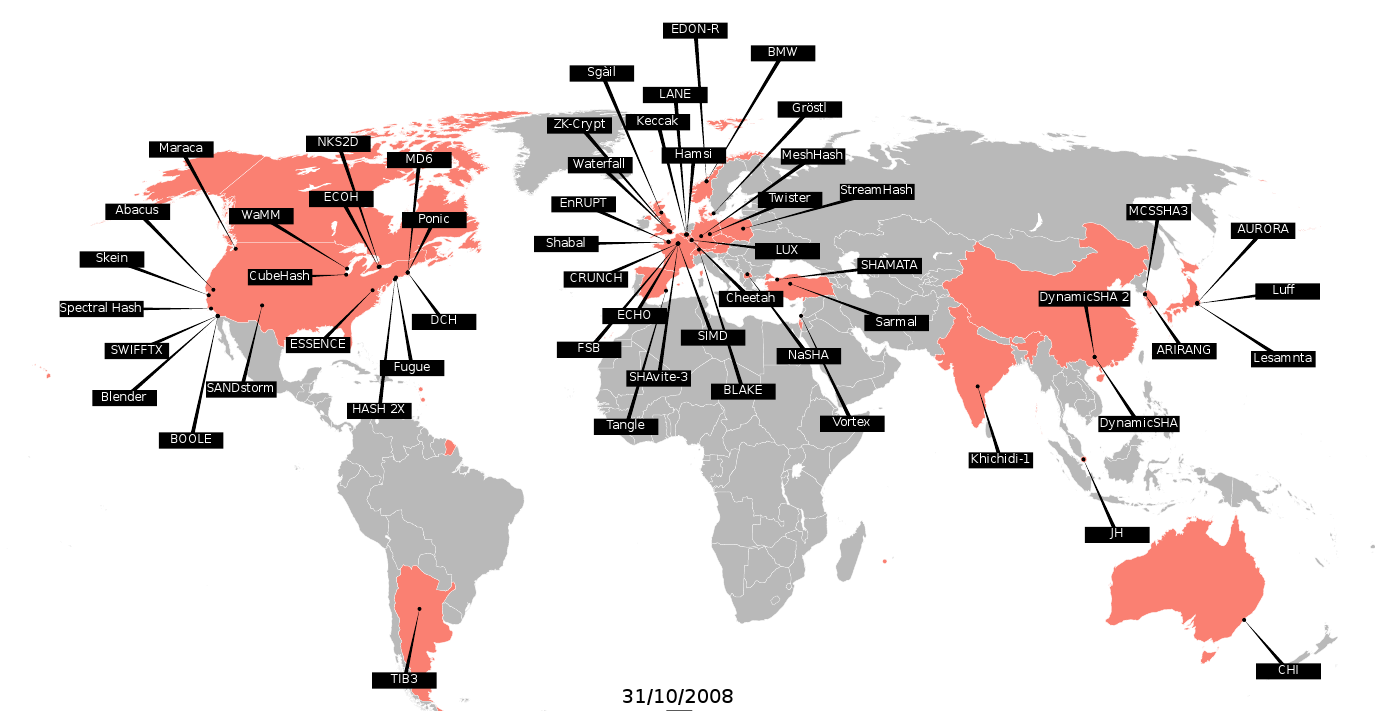 EDON-R
BMW
Sgàil
LANE
Gröstl
Keccak
ZK-Crypt
NKS2D
Maraca
Hamsi
MeshHash
MD6
Waterfall
StreamHash
ECOH
Twister
EnRUPT
Abacus
MCSSHA3
WaMM
Ponic
AURORA
Shabal
LUX
Skein
SHAMATA
CubeHash
CRUNCH
Luff
Cheetah
DynamicSHA 2
Spectral Hash
ECHO
DCH
Sarmal
SIMD
ESSENCE
SWIFFTX
FSB
ARIRANG
NaSHA
Lesamnta
Fugue
SHAvite-3
SANDstorm
BLAKE
Blender
HASH 2X
Vortex
DynamicSHA
Tangle
BOOLE
Khichidi-1
JH
CHI
TIB3
31/10/2008